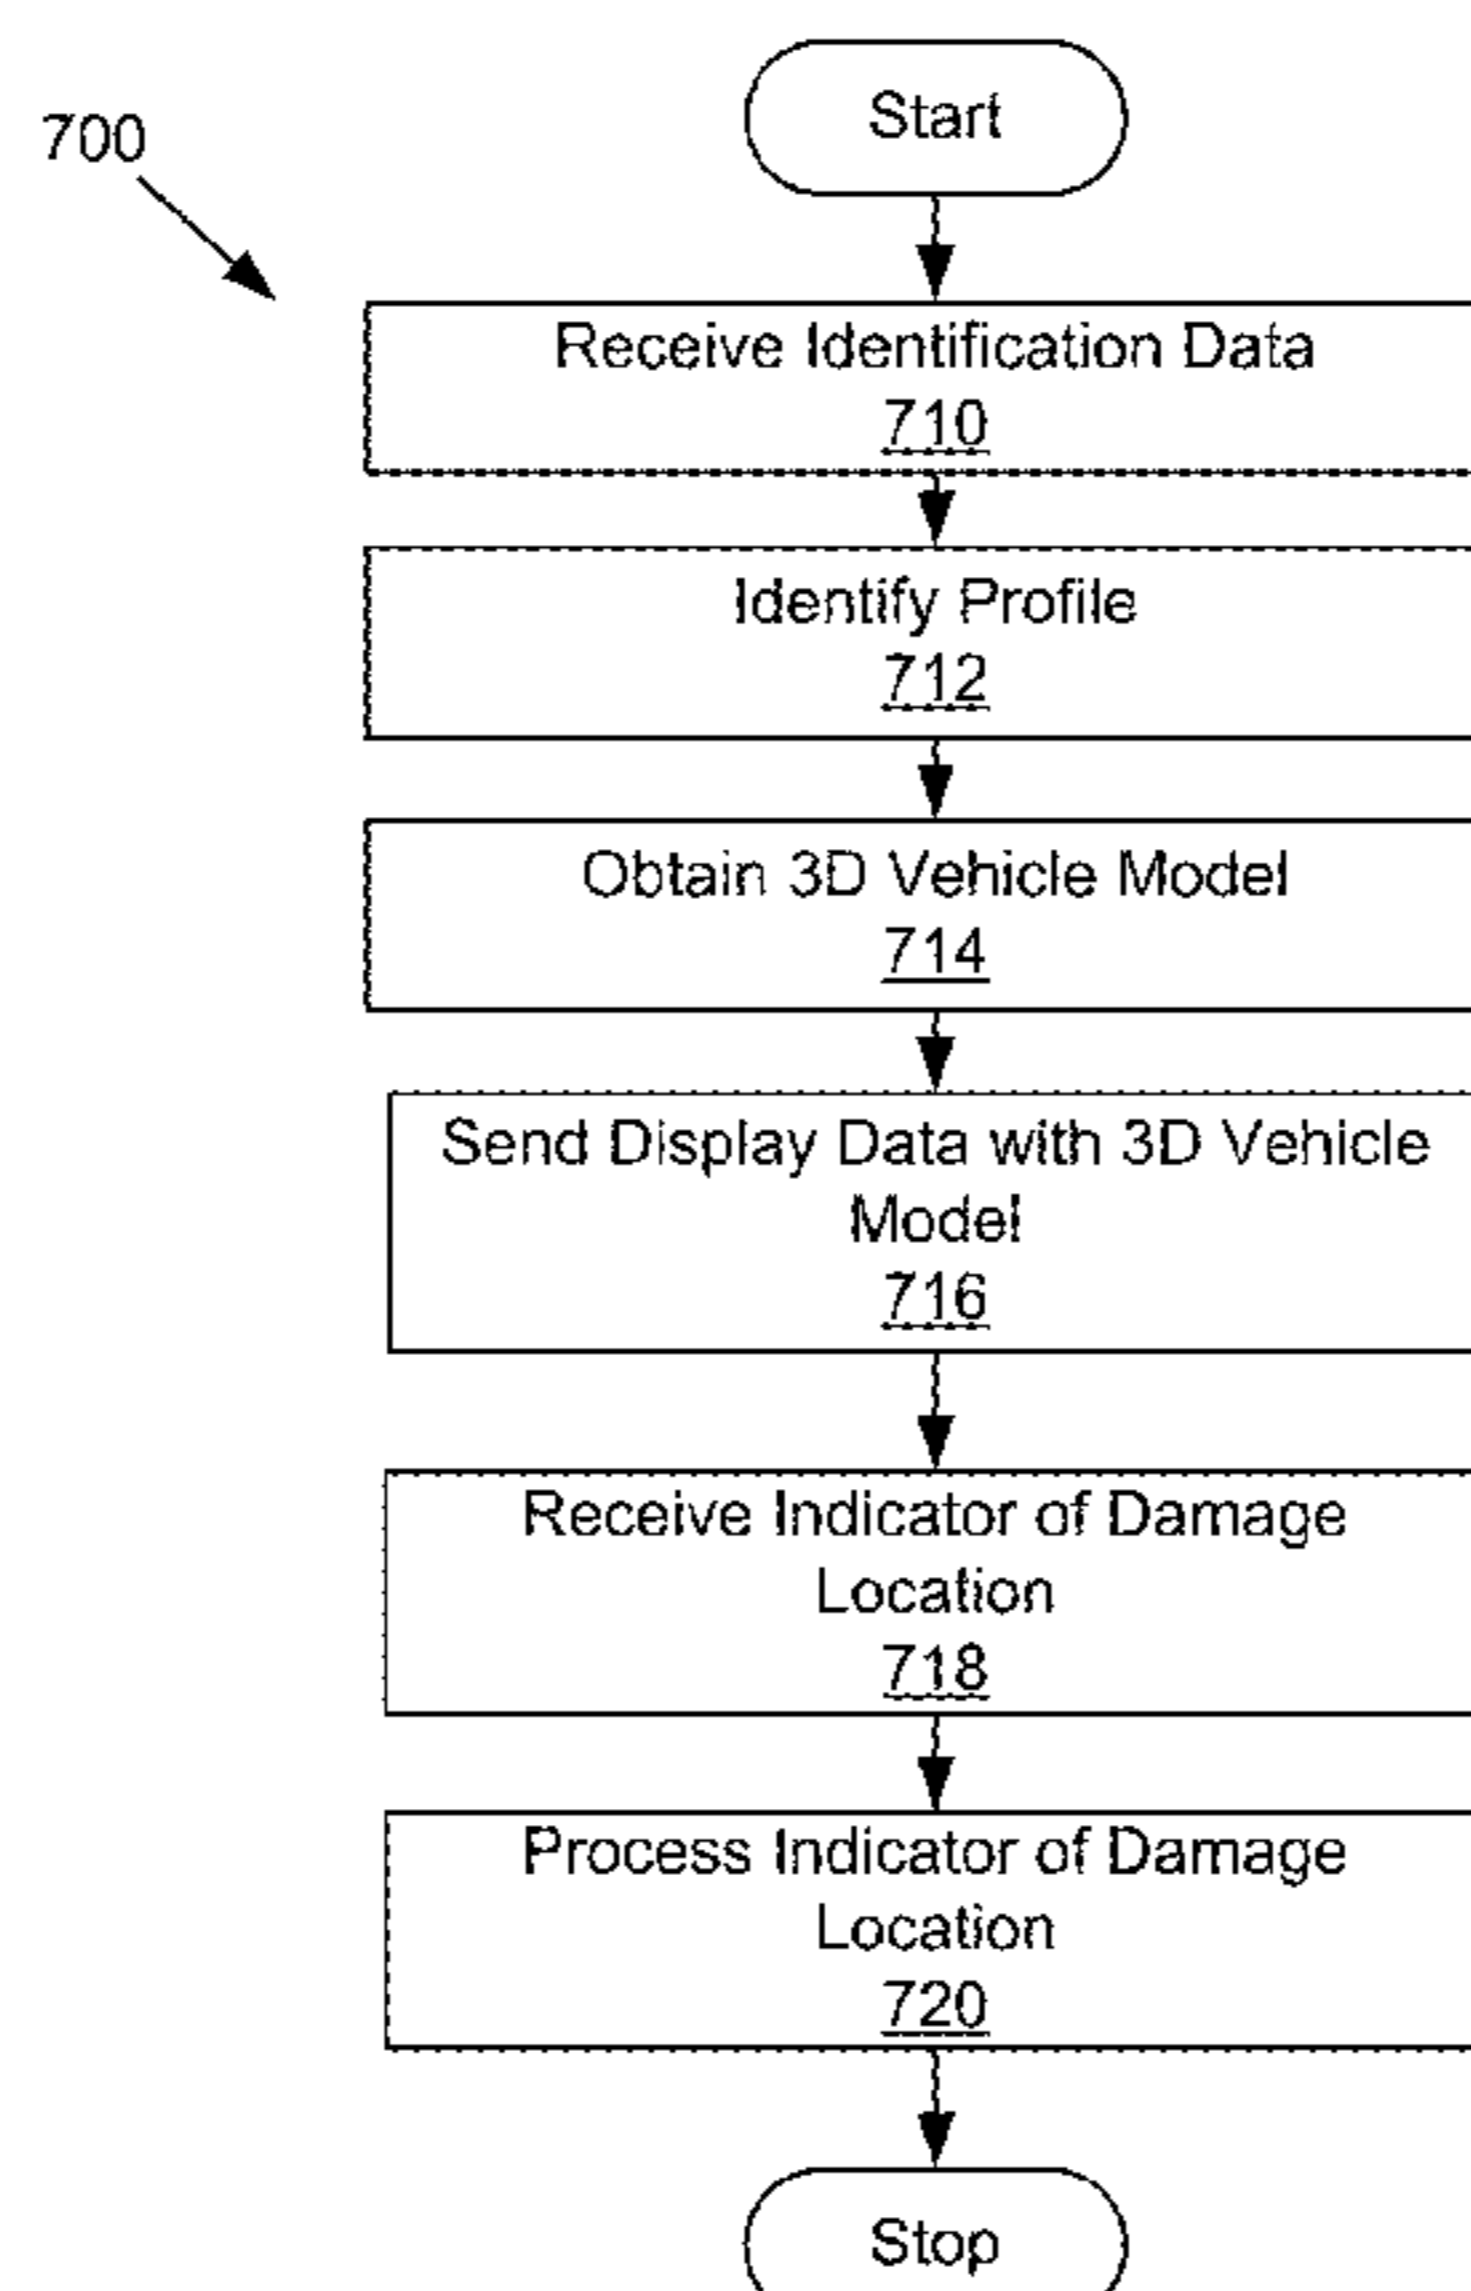 Start
700
Receive Identification Data
710
Identify Profile
712
Obtain 3D Vehicle Model
714
Send Display Data with 3D Vehicle
Model
716
Receive Indicator of Damage
Location
718
Process Indicator of Damage
Location
720
Stop